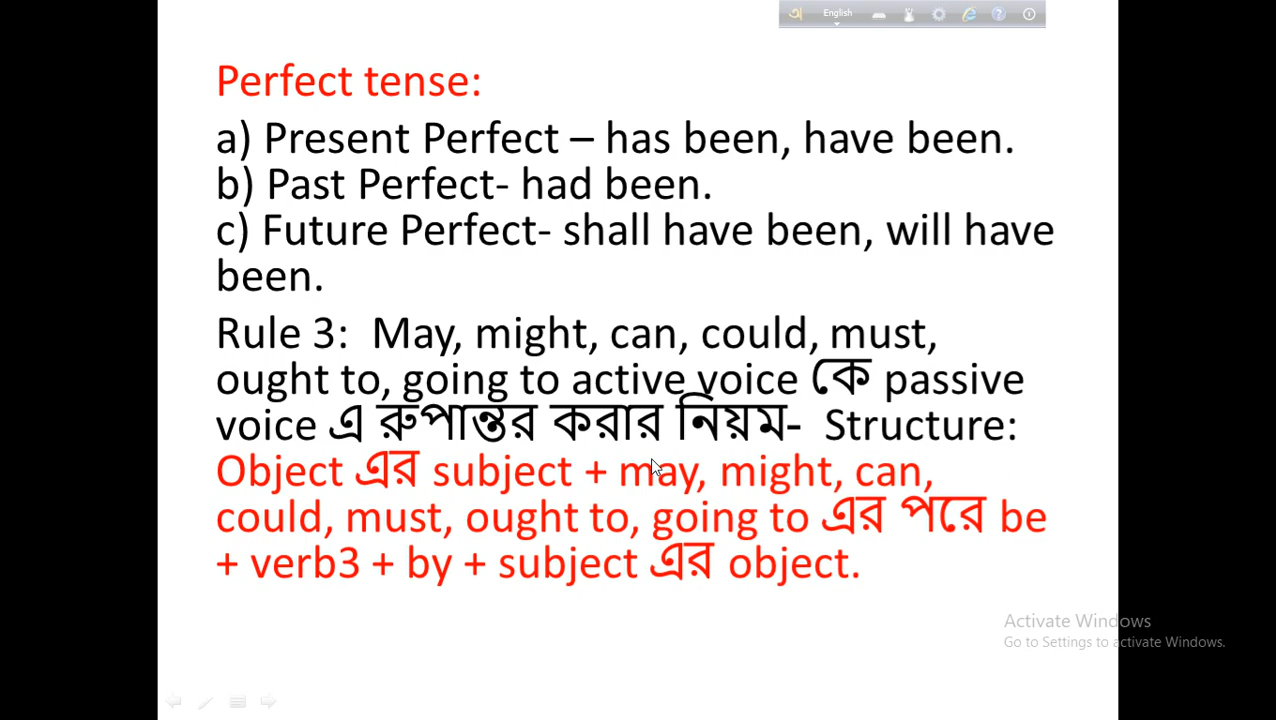 অ English
Perfect tense:
a) Present Perfect – has been, have been.
b) Past Perfect- had been.
c) Future Perfect- shall have been, will have
been.
Rule 3:  May, might, can, could, must,
ought to, going to active voice কে passive
voice এ রুপান্তর করার নিয়ম-  Structure:
Object এর subject + may, might, can,
could, must, ought to, going to এর পরে be
+ verb3 + by + subject এর object.
Activate Windows
Go to Settings to activate Windows.